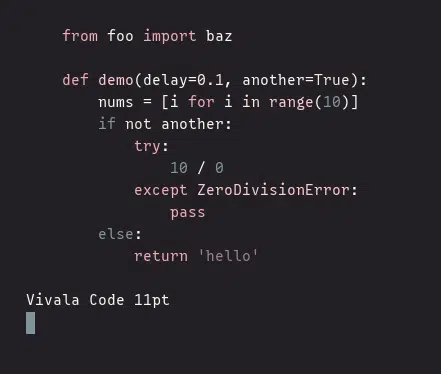 from foo import baz
def demo(delay=0.1, another=True):
    nums = [i for i in range(10)]
    if not another:
        try:
            10 / 0
        except ZeroDivisionError:
            pass
    else:
        return 'hello'
Vivala Code 11pt